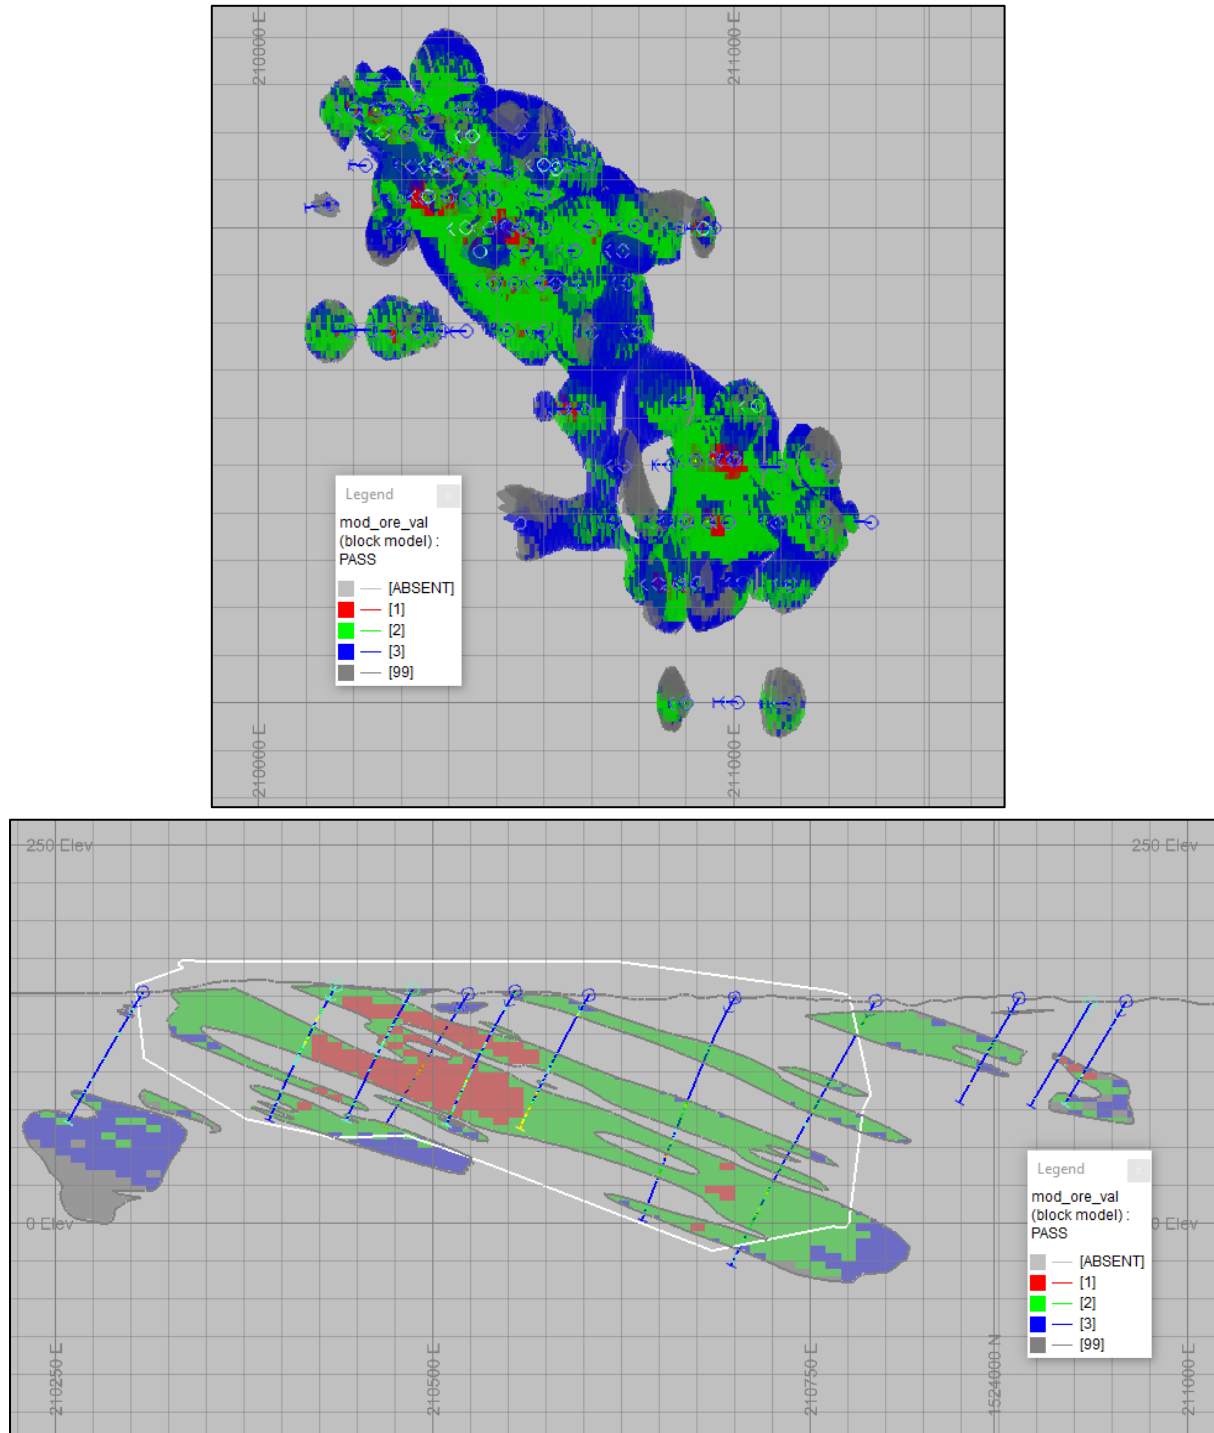 210000 E
211000 E
Legend
x
mod_ore_val
(block model) :
PASS
[ABSENT]
[1]
[2]
[3]
[99]
210000 E
211000 E
250 Elev
250 Elev
Legend
x
mod_ore_val
(block model) :
PASS
[ABSENT]
[1]
[2]
[3]
[99]
0 Elev
0 Elev
210250 E
210500 E
210750 E
1524000 N
211000 E